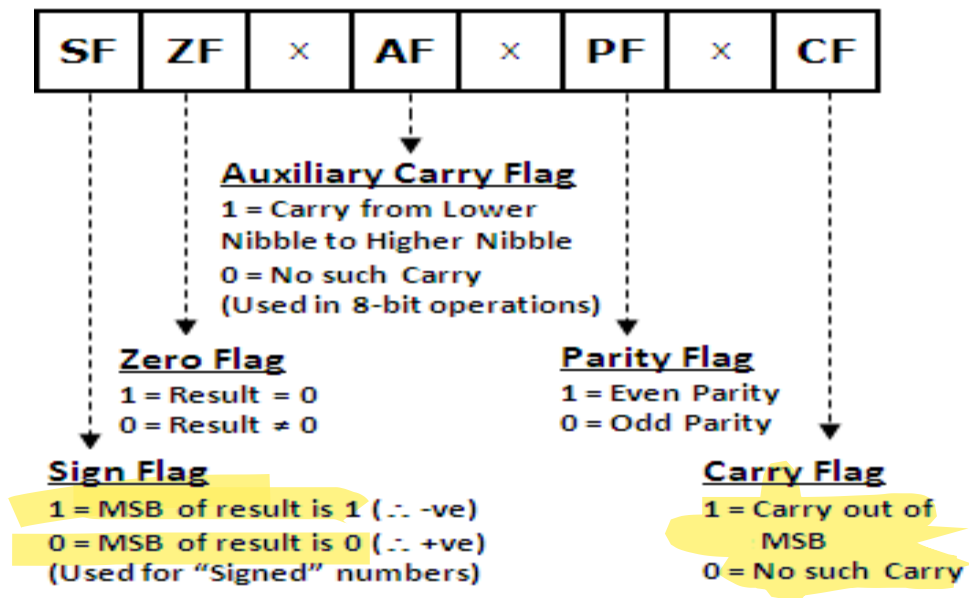 SF ZF × AF × PF × CF
Auxiliary Carry Flag
1 = Carry from Lower
Nibble to Higher Nibble
0 = No such Carry
(Used in 8-bit operations)
Zero Flag
1 = Result = 0
0 = Result ≠ 0
Parity Flag
1 = Even Parity
0 = Odd Parity
Sign Flag
1 = MSB of result is 1 (∴ -ve)
0 = MSB of result is 0 (∴ +ve)
(Used for “Signed” numbers)
Carry Flag
1 = Carry out of
MSB
0 = No such Carry